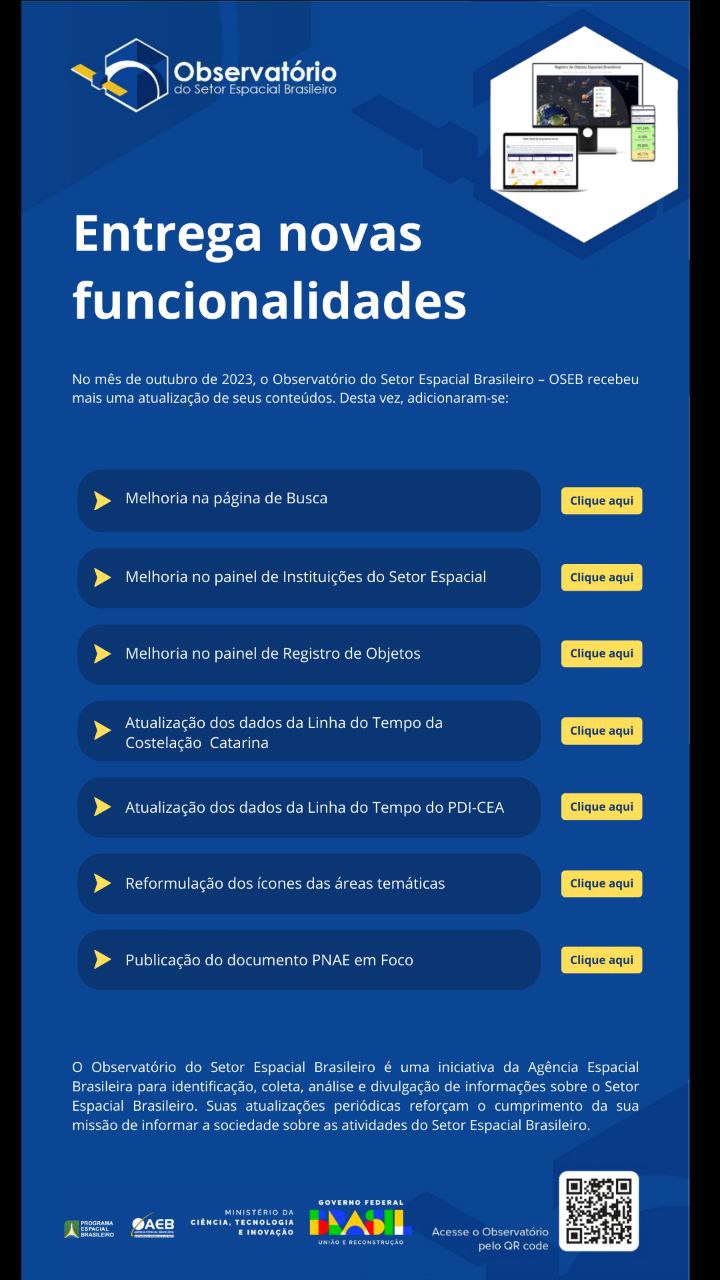 Observatório
do Setor Espacial Brasileiro
Registro de Objetos Espaciais Brasileiros
Entrega novas
funcionalidades
No mês de outubro de 2023, o Observatório do Setor Espacial Brasileiro – OSEB recebeu
mais uma atualização de seus conteúdos. Desta vez, adicionaram-se:
Melhoria na página de Busca
Clique aqui
Melhoria no painel de Instituições do Setor Espacial
Clique aqui
Melhoria no painel de Registro de Objetos
Clique aqui
Atualização dos dados da Linha do Tempo da
Costelação Catarina
Clique aqui
Atualização dos dados da Linha do Tempo do PDI-CEA
Clique aqui
Reformulação dos ícones das áreas temáticas
Clique aqui
Publicação do documento PNAE em Foco
Clique aqui
O Observatório do Setor Espacial Brasileiro é uma iniciativa da Agência Espacial
Brasileira para identificação, coleta, análise e divulgação de informações sobre o Setor
Espacial Brasileiro. Suas atualizações periódicas reforçam o cumprimento da sua
missão de informar a sociedade sobre as atividades do Setor Espacial Brasileiro.
PROGRAMA
ESPACIAL
BRASILEIRO
AEB
MINISTÉRIO DA
CIÊNCIA, TECNOLOGIA
E INOVAÇÃO
GOVERNO FEDERAL
BRASIL
UNIÃO E RECONSTRUÇÃO
Acesse o Observatório
pelo QR code